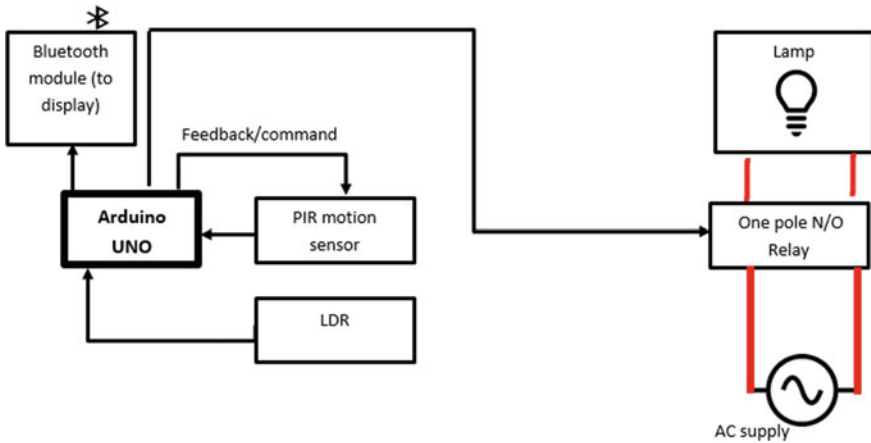 Bluetooth
module (to
display)
Lamp
Feedback/command
Arduino
UNO
PIR motion
sensor
One pole N/O
Relay
LDR
AC supply